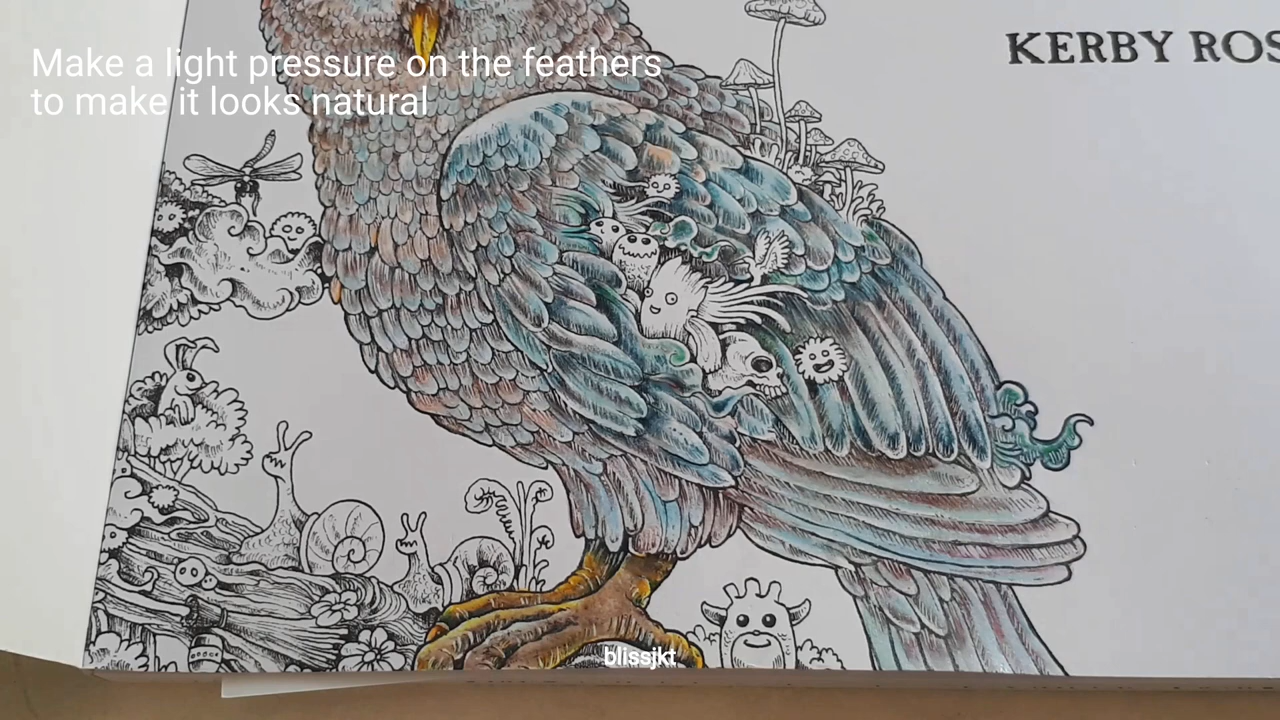 Make a light pressure on the feathers
to make it looks natural
KERBY ROS
blissjkt